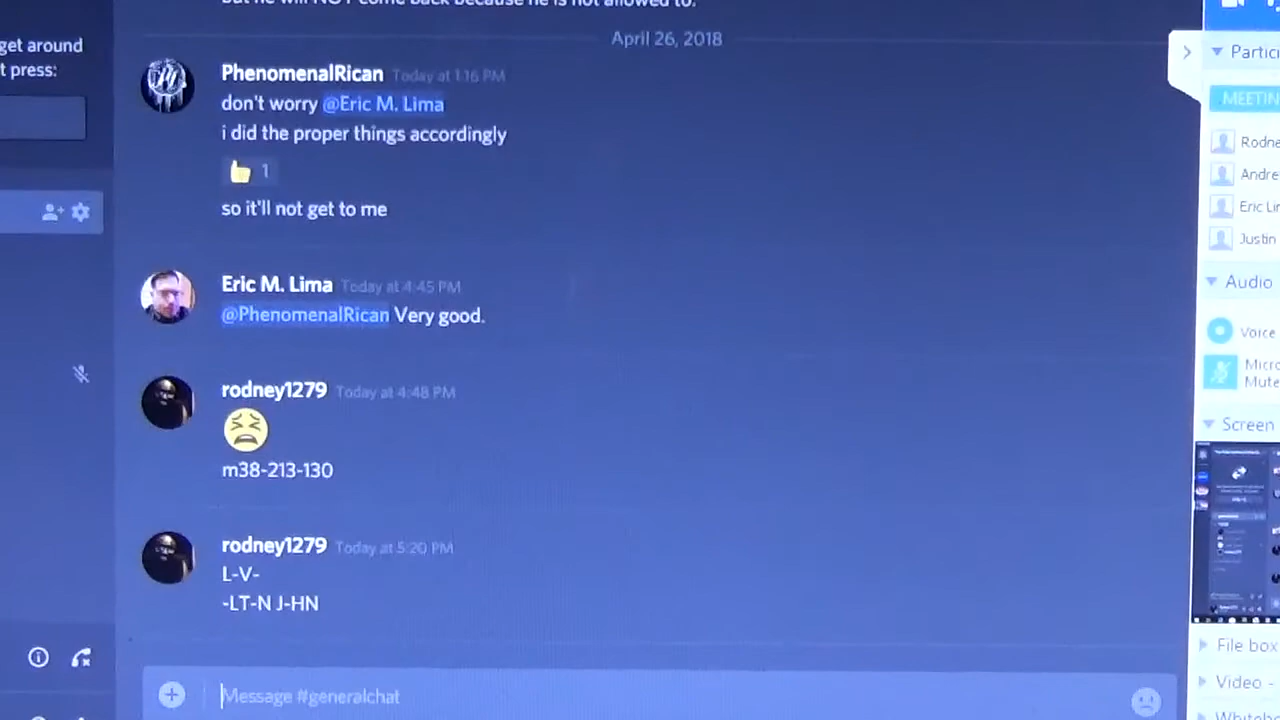 but he will NOT come back because he is not allowed to.
get around
t press:
April 26, 2018
PhenomenalRican Today at 1:16 PM
don't worry @Eric M. Lima
i did the proper things accordingly
1
so it'll not get to me
Eric M. Lima Today at 4:45 PM
@PhenomenalRican Very good.
rodney1279 Today at 4:48 PM
m38-213-130
rodney1279 Today at 5:20 PM
L-V-
-LT-N J-HN
Message #generalchat
Partici
MEETIN
Rodne
Andre
Eric Li
Justin
Audio
Voice
Micro
Mute
Screen
File box
Video -